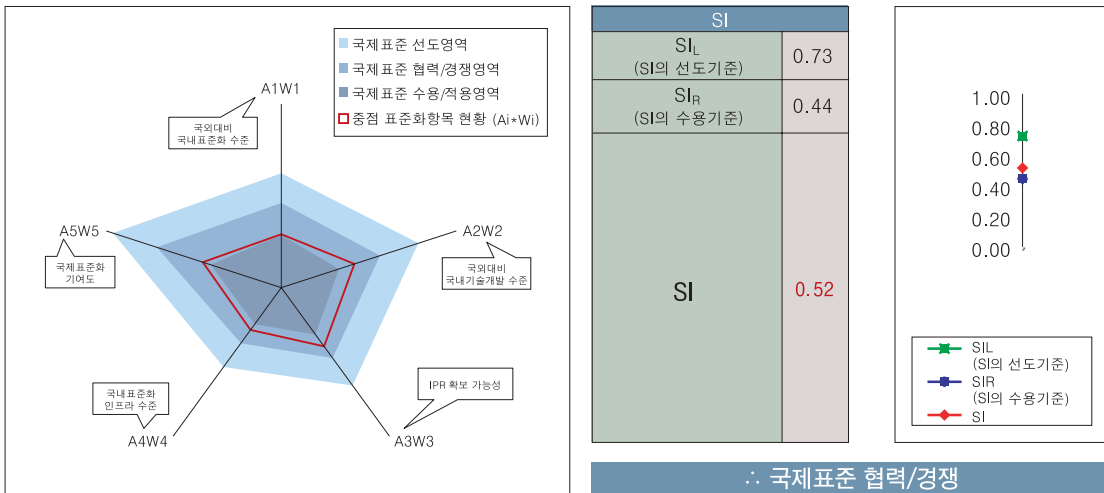 국제표준 선도영역
국제표준 협력/경쟁영역
국제표준 수용/적용영역
중점 표준화항목 현황 (Ai*Wi)
A1W1
국외대비
국내표준화 수준
A2W2
국외대비
국내기술개발 수준
A5W5
국제표준화
기여도
국내표준화
인프라 수준
A4W4
IPR 확보 가능성
A3W3
SI
SIL
(SI의 선도기준)
0.73
SIR
(SI의 수용기준)
0.44
SI
0.52
1.00
0.80
0.60
0.40
0.20
0.00
SIL
(SI의 선도기준)
SIR
(SI의 수용기준)
SI
∴ 국제표준 협력/경쟁